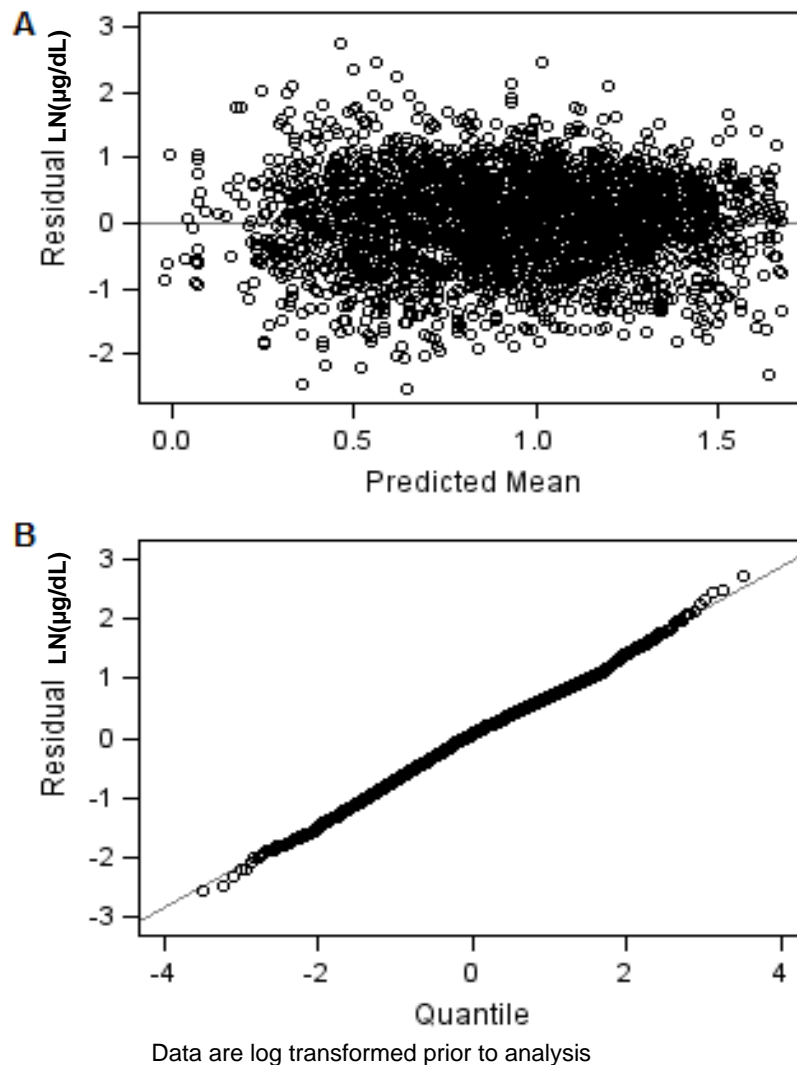 A
Residual LN(µg/dL)
3
2
1
0
-1
-2
0.0 0.5 1.0 1.5
Predicted Mean
B
Residual LN(µg/dL)
3
2
1
0
-1
-2
-3
-4 -2 0 2 4
Quantile
Data are log transformed prior to analysis